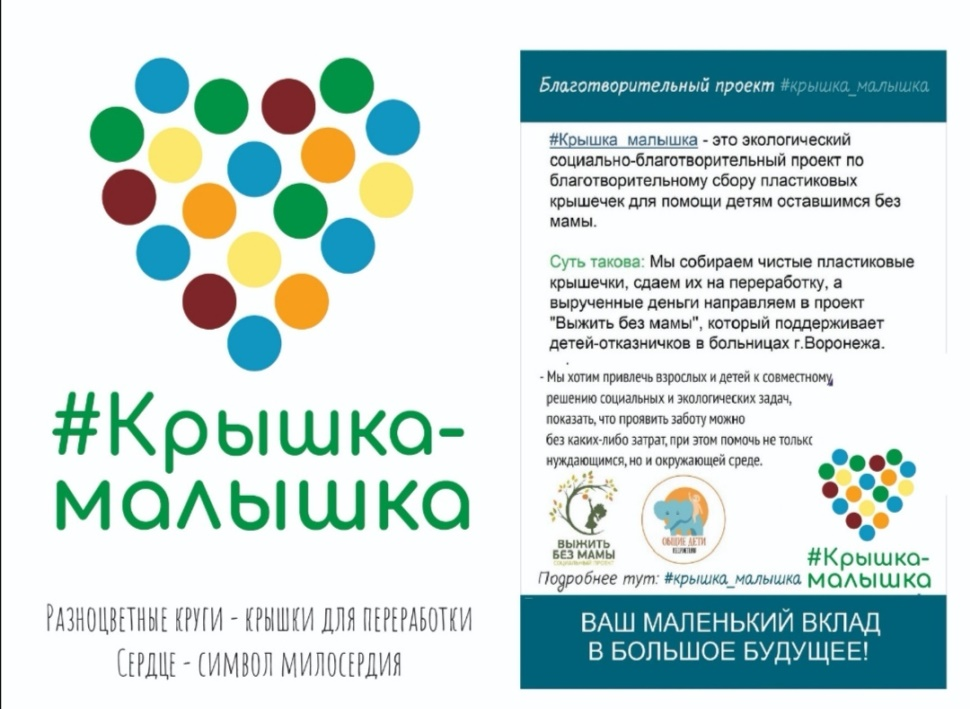 #Крышка-
малышка
Разноцветные круги - крышки для переработки
Сердце - символ милосердия
Благотворительный проект #крышка_малышка
#Крышка_малышка - это экологический
социально-благотворительный проект по
благотворительному сбору пластиковых
крышечек для помощи детям оставшимся без
мамы.
Суть такова: Мы собираем чистые пластиковые
крышечки, сдаем их на переработку, а
вырученные деньги направляем в проект
"Выжить без мамы", который поддерживает
детей-отказничков в больницах г.Воронежа.
- Мы хотим привлечь взрослых и детей к совместному,
решению социальных и экологических задач,
показать, что проявить заботу можно
без каких-либо затрат, при этом помочь не только
нуждающимся, но и окружающей среде.
ВЫЖИТЬ
БЕЗ МАМЫ
СОЦИАЛЬНЫЙ ПРОЕКТ
ОБЩИЕ ДЕТИ
#Крышка-
малышка
Подробнее тут: #крышка_малышка
ВАШ МАЛЕНЬКИЙ ВКЛАД
В БОЛЬШОЕ БУДУЩЕЕ!